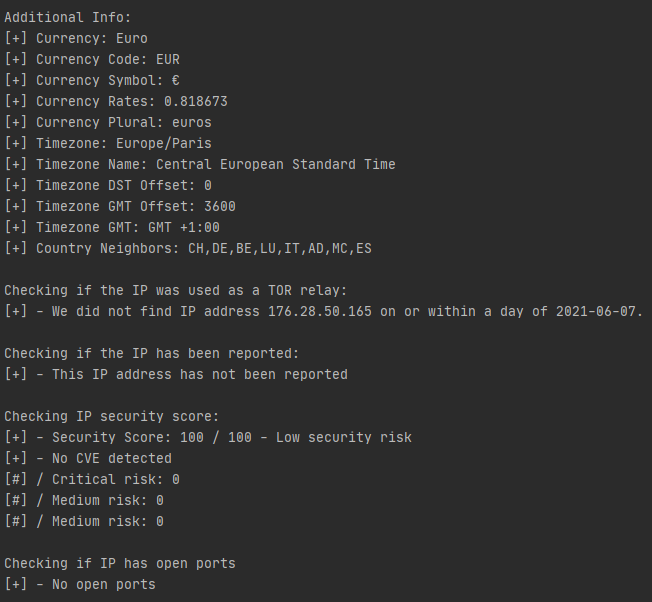 Additional Info:
[+] Currency: Euro
[+] Currency Code: EUR
[+] Currency Symbol: €
[+] Currency Rates: 0.818673
[+] Currency Plural: euros
[+] Timezone: Europe/Paris
[+] Timezone Name: Central European Standard Time
[+] Timezone DST Offset: 0
[+] Timezone GMT Offset: 3600
[+] Timezone GMT: GMT +1:00
[+] Country Neighbors: CH,DE,BE,LU,IT,AD,MC,ES
Checking if the IP was used as a TOR relay:
[+] - We did not find IP address 176.28.50.165 on or within a day of 2021-06-07.
Checking if the IP has been reported:
[+] - This IP address has not been reported
Checking IP security score:
[+] - Security Score: 100 / 100 - Low security risk
[+] - No CVE detected
[#] / Critical risk: 0
[#] / Medium risk: 0
[#] / Medium risk: 0
Checking if IP has open ports
[+] - No open ports